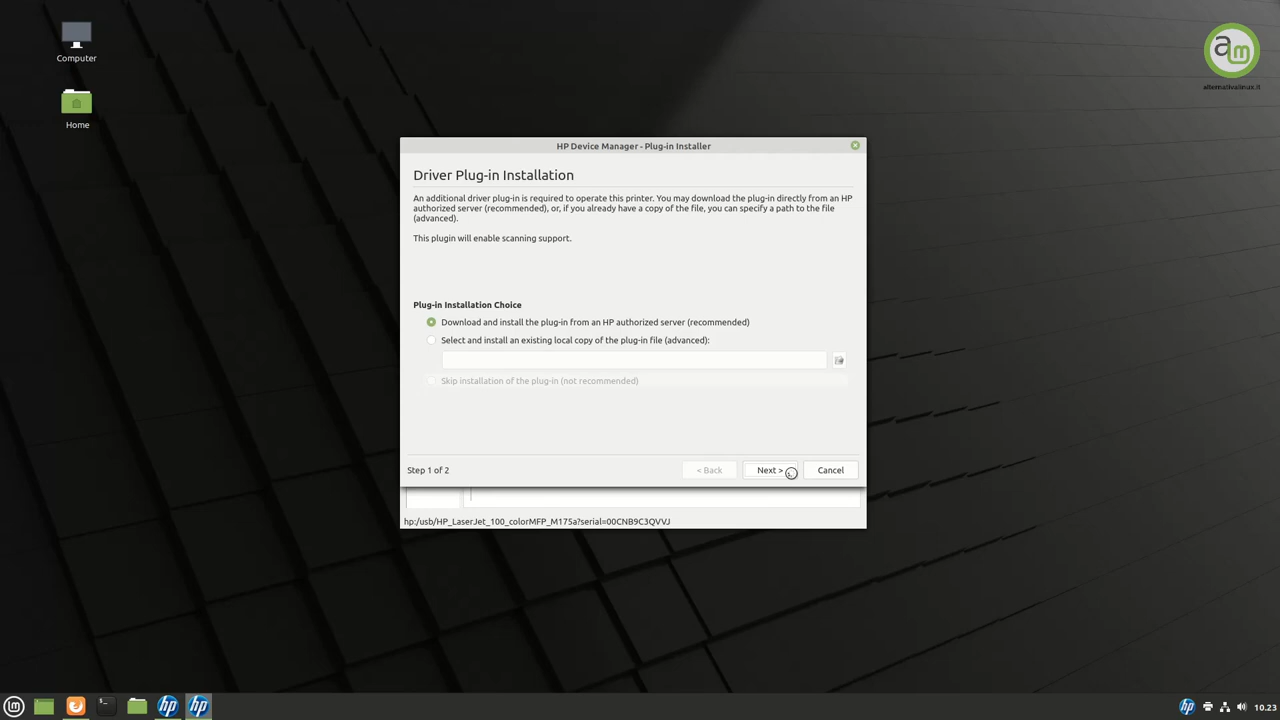 Computer
Home
alternativalinux.it
HP Device Manager - Plug-in Installer
Driver Plug-in Installation
An additional driver plug-in is required to operate this printer. You may download the plug-in directly from an HP
authorized server (recommended), or, if you already have a copy of the file, you can specify a path to the file
(advanced).
This plugin will enable scanning support.
Plug-in Installation Choice
Download and install the plug-in from an HP authorized server (recommended)
Select and install an existing local copy of the plug-in file (advanced):
Skip installation of the plug-in (not recommended)
Step 1 of 2
< Back
Next >
Cancel
hp:/usb/HP_LaserJet_100_colorMFP_M175a?serial=00CNB9C3QVVJ
10.23